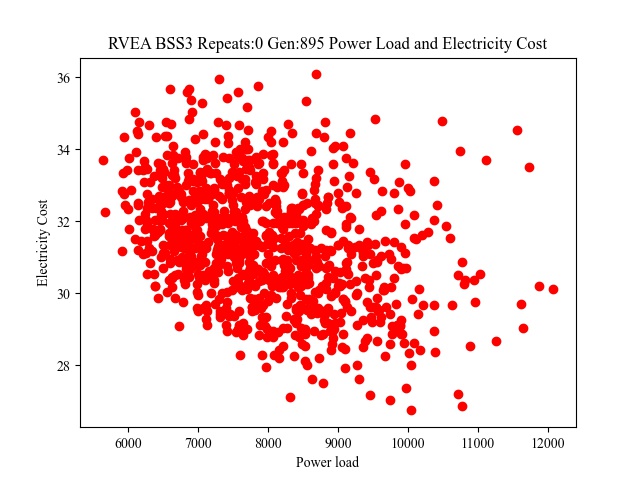 RVEA BSS3 Repeats:0 Gen:895 Power Load and Electricity Cost
36
34
32
30
28
Electricity Cost
6000 7000 8000 9000 10000 11000 12000
Power load